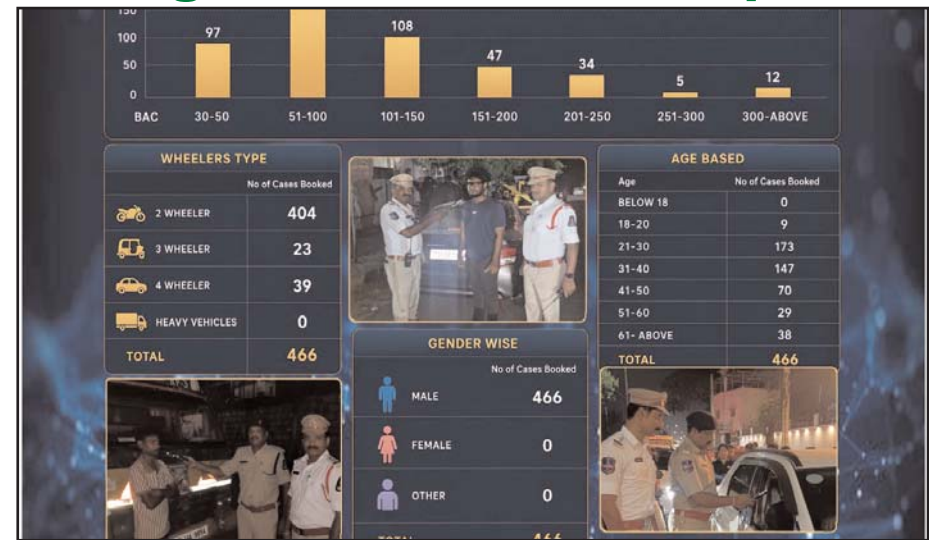 150
100
50
0
97
108
47
34
5
12
BAC 30-50 51-100 101-150 151-200 201-250 251-300 300-ABOVE
WHEELERS TYPE
No of Cases Booked
2 WHEELER 404
3 WHEELER 23
4 WHEELER 39
HEAVY VEHICLES 0
TOTAL 466
AGE BASED
Age No of Cases Booked
BELOW 18 0
18-20 9
21-30 173
31-40 147
41-50 70
51-60 29
61- ABOVE 38
TOTAL 466
GENDER WISE
No of Cases Booked
MALE 466
FEMALE 0
OTHER 0
TOTAL 466